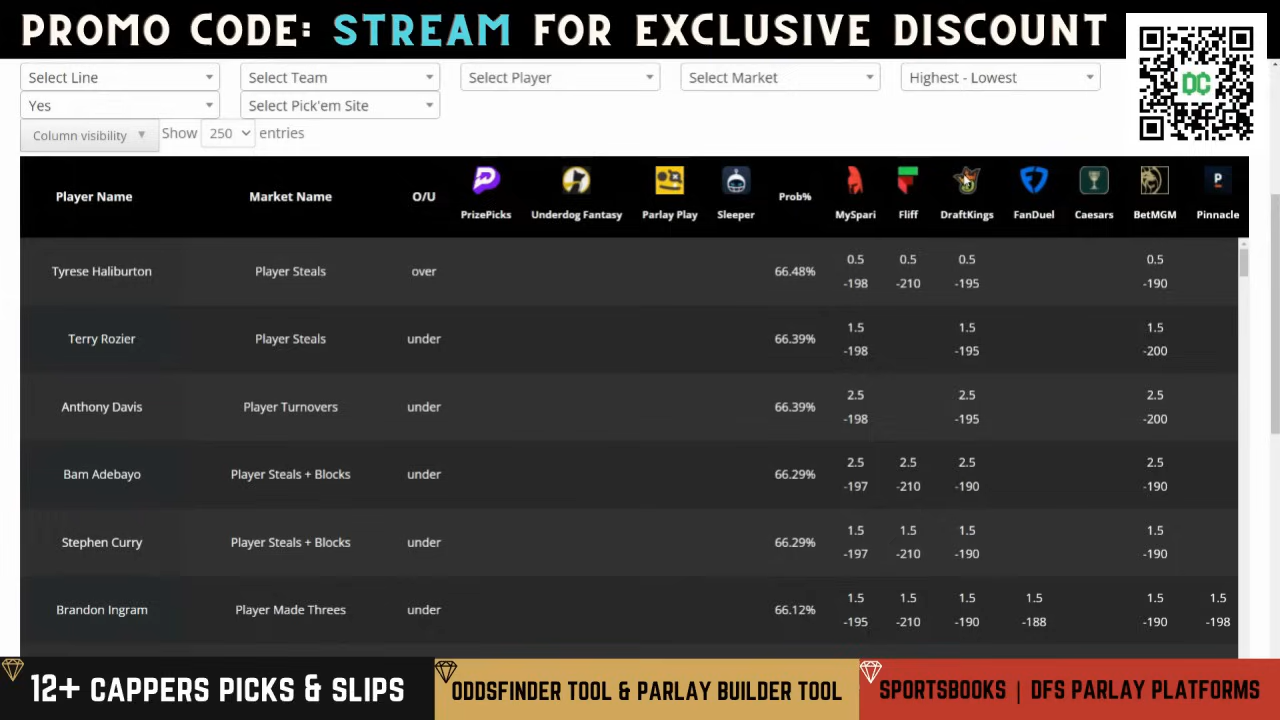 PROMO CODE: STREAM FOR EXCLUSIVE DISCOUNT
DC
Select Line Select Team Select Player Select Market Highest - Lowest
Yes Select Pick'em Site
Column visibility Show 250 entries
Player Name Market Name O/U PrizePicks Underdog Fantasy Parlay Play Sleeper Prob% MySpari Fliff DraftKings FanDuel Caesars BetMGM Pinnacle
0.5 0.5 0.5 0.5
Tyrese Haliburton Player Steals over 66.48%
-198 -210 -195 -190
1.5 1.5 1.5
Terry Rozier Player Steals under 66.39%
-198 -195 -200
2.5 2.5 2.5
Anthony Davis Player Turnovers under 66.39%
-198 -195 -200
2.5 2.5 2.5 2.5
Bam Adebayo Player Steals + Blocks under 66.29%
-197 -210 -190 -190
1.5 1.5 1.5 1.5
Stephen Curry Player Steals + Blocks under 66.29%
-197 -210 -190 -190
1.5 1.5 1.5 1.5 1.5 1.5
Brandon Ingram Player Made Threes under 66.12%
-195 -210 -190 -188 -190 -198
12+ CAPPERS PICKS & SLIPS
ODDSFINDER TOOL & PARLAY BUILDER TOOL
SPORTSBOOKS | DFS PARLAY PLATFORMS